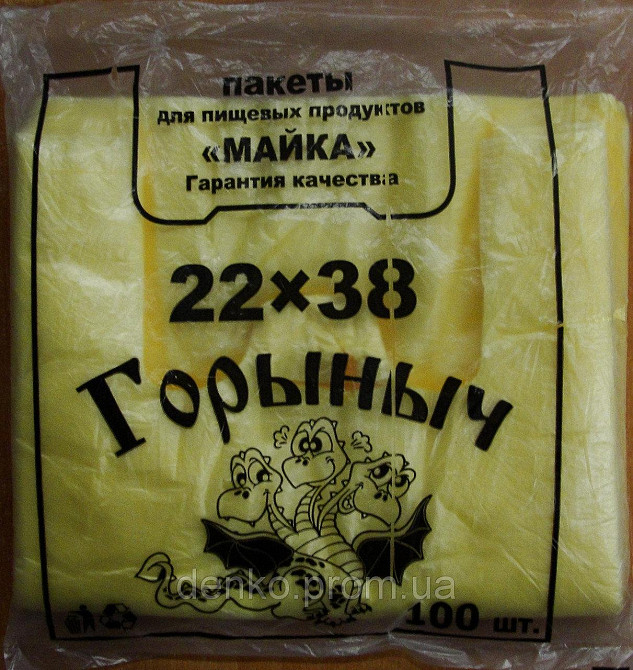 пакеты
для пищевых продуктов
«МАЙКА»
Гарантия качества
22×38
Горыныч
denko.prom.ua
100 шт.